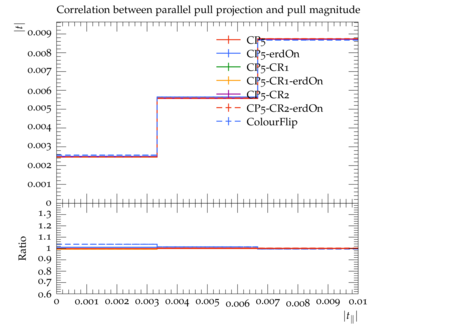 Correlation between parallel pull projection and pull magnitude
|t|
0.009
0.008
0.007
0.006
0.005
0.004
0.003
0.002
0.001
0
CP5
CP5-erdOn
CP5-CR1
CP5-CR1-erdOn
CP5-CR2
CP5-CR2-erdOn
ColourFlip
Ratio
1.3
1.2
1.1
1
0.9
0.8
0.7
0.6
0 0.001 0.002 0.003 0.004 0.005 0.006 0.007 0.008 0.009 0.01
|t∥|